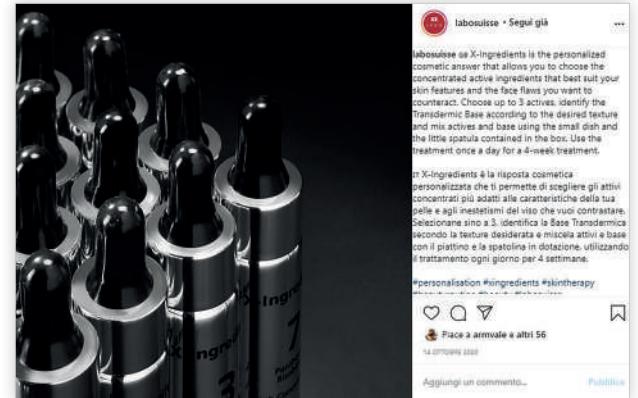 labosuisse • Segui già
labosuisse GB X-Ingredients is the personalized
cosmetic answer that allows you to choose the
concentrated active ingredients that best suit your
skin features and the face flaws you want to
counteract. Choose up to 3 actives, identify the
Transdermic Base according to the desired texture
and mix actives and base using the small dish and
the little spatula contained in the box. Use the
treatment once a day for a 4-week treatment.
IT X-Ingredients è la risposta cosmetica
personalizzata che ti permette di scegliere gli attivi
concentrati più adatti alle caratteristiche della tua
pelle e agli inestetismi del viso che vuoi contrastare.
Selezionane sino a 3, identifica la Base Transdermica
secondo la texture desiderata e miscela attivi e base
con il piattino e la spatolina in dotazione, utilizzando
il trattamento ogni giorno per 4 settimane.
#personalisation #xingredients #skintherapy
Piace a armvale e altri 56
14 OTTOBRE 2020
Aggiungi un commento...
Pubblica
X-Ingre
7
3